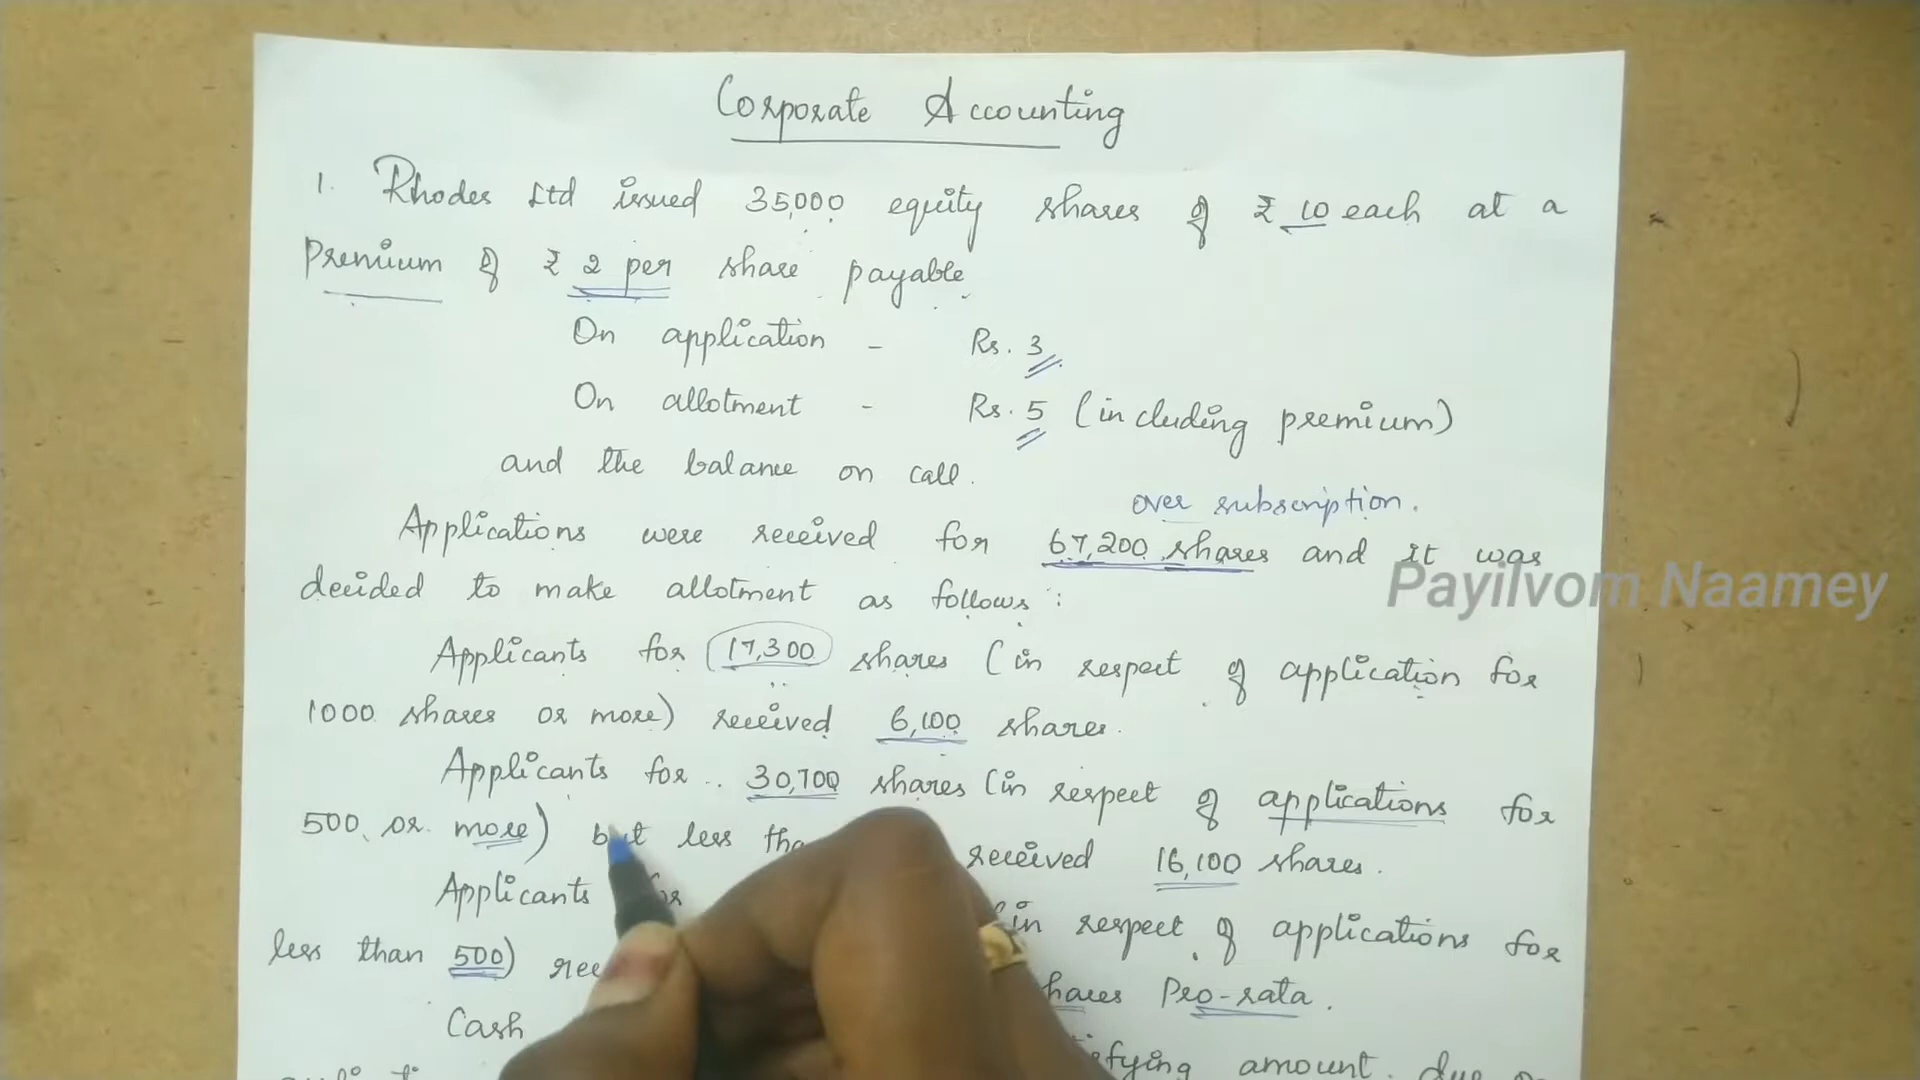 Corporate Accounting
1. Rhodes Ltd issued 35,000 equity shares of ₹ 10 each at a
Premium of ₹ 2 per share payable
On application - Rs. 3
On allotment - Rs. 5 (including premium)
and the balance on call.
over subscription.
Applications were received for 67,200 shares and it was
decided to make allotment as follows:
Payilvom Naamey
Applicants for 17,300 shares (in respect of application for
1000 shares or more) received 6,100 shares.
Applicants for 30,700 shares (in respect of applications for
500 or more) but less received 16,100 shares.
Applicants (in respect of applications for
less than 500) Pro-rata.
Cash amount due